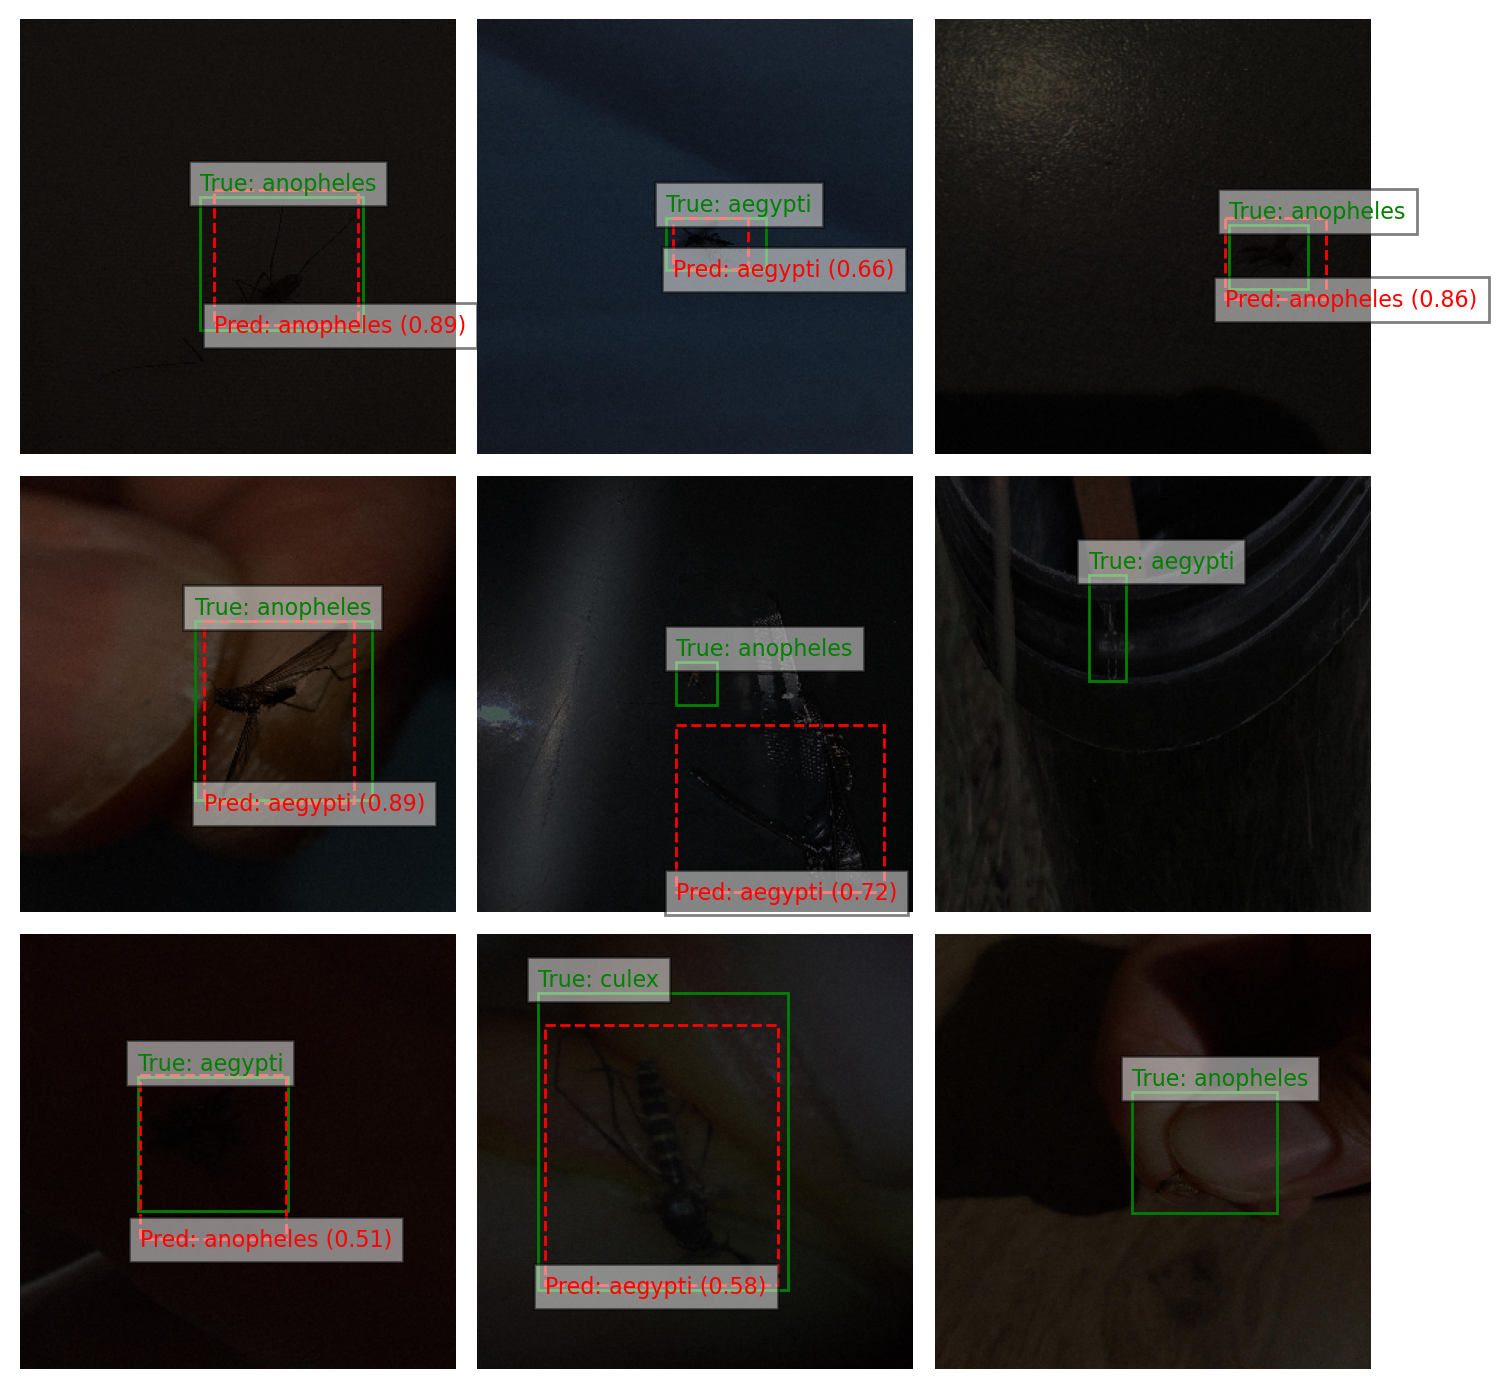 True: anopheles
Pred: anopheles (0.89)
True: aegypti
Pred: aegypti (0.66)
True: anopheles
Pred: anopheles (0.86)
True: anopheles
Pred: aegypti (0.89)
True: anopheles
Pred: aegypti (0.72)
True: aegypti
True: aegypti
Pred: anopheles (0.51)
True: culex
Pred: aegypti (0.58)
True: anopheles